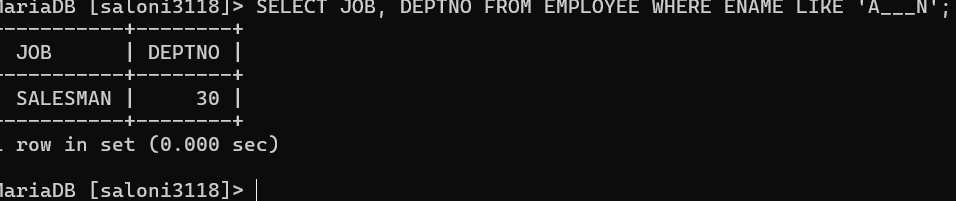 MariaDB [saloni3118]> SELECT JOB, DEPTNO FROM EMPLOYEE WHERE ENAME LIKE 'A___N';
-----------+--------+
JOB       | DEPTNO |
-----------+--------+
SALESMAN |     30 |
-----------+--------+
1 row in set (0.000 sec)
MariaDB [saloni3118]>